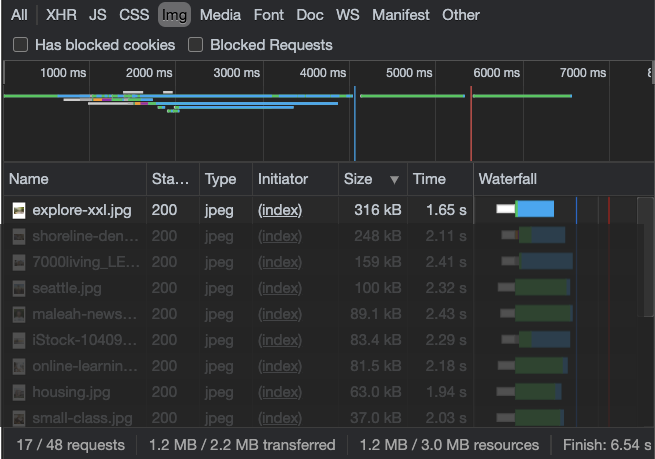 All XHR JS CSS Img Media Font Doc WS Manifest Other
Has blocked cookies Blocked Requests
1000 ms 2000 ms 3000 ms 4000 ms 5000 ms 6000 ms 7000 ms 8
Name Sta... Type Initiator Size ▼ Time Waterfall
explore-xxl.jpg 200 jpeg (index) 316 kB 1.65 s
shoreline-den... 200 jpeg (index) 248 kB 2.11 s
7000living_LE... 200 jpeg (index) 159 kB 2.41 s
seattle.jpg 200 jpeg (index) 100 kB 2.32 s
maleah-news... 200 jpeg (index) 89.1 kB 2.43 s
iStock-10409... 200 jpeg (index) 83.4 kB 2.29 s
online-learnin... 200 jpeg (index) 81.5 kB 2.18 s
housing.jpg 200 jpeg (index) 63.0 kB 1.94 s
small-class.jpg 200 jpeg (index) 37.0 kB 2.03 s
17 / 48 requests 1.2 MB / 2.2 MB transferred 1.2 MB / 3.0 MB resources Finish: 6.54 s